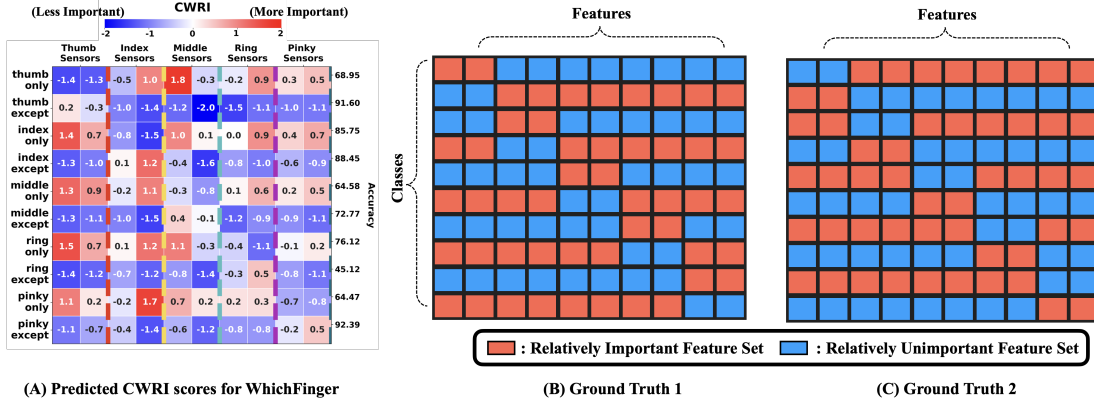 (Less Important) CWRI (More Important)
-2 -1 0 1 2
Thumb Sensors Index Sensors Middle Sensors Ring Sensors Pinky Sensors
thumb only -1.4 -1.3 -0.5 1.0 1.8 -0.3 -0.2 0.9 0.3 0.5 68.95
thumb except 0.2 -0.3 -1.0 -1.4 -1.2 -2.0 -1.5 -1.1 -1.0 -1.1 91.60
index only 1.4 0.7 -0.8 -1.5 1.0 0.1 0.0 0.9 0.4 0.7 85.75
index except -1.3 -1.0 0.1 1.2 -0.4 -1.6 -0.8 -1.0 -0.6 -0.9 88.45
middle only 1.3 0.9 -0.2 1.1 -0.3 -0.8 0.1 0.6 0.2 0.5 64.58
middle except -1.3 -1.1 -1.0 -1.5 0.4 -0.1 -1.2 -0.9 -0.9 -1.1 72.77
ring only 1.5 0.7 0.1 1.2 1.1 -0.3 -0.4 -1.1 -0.1 0.2 76.12
ring except -1.4 -1.2 -0.7 -1.2 -0.8 -1.4 -0.3 0.5 -0.8 -1.1 45.12
pinky only 1.1 0.2 -0.2 1.7 0.7 0.2 0.2 0.3 -0.7 -0.8 64.47
pinky except -1.1 -0.7 -0.4 -1.4 -0.6 -1.2 -0.8 -0.8 -0.2 0.5 92.39
Accuracy
(A) Predicted CWRI scores for WhichFinger
Features
Classes
(B) Ground Truth 1
Features
(C) Ground Truth 2
: Relatively Important Feature Set
: Relatively Unimportant Feature Set